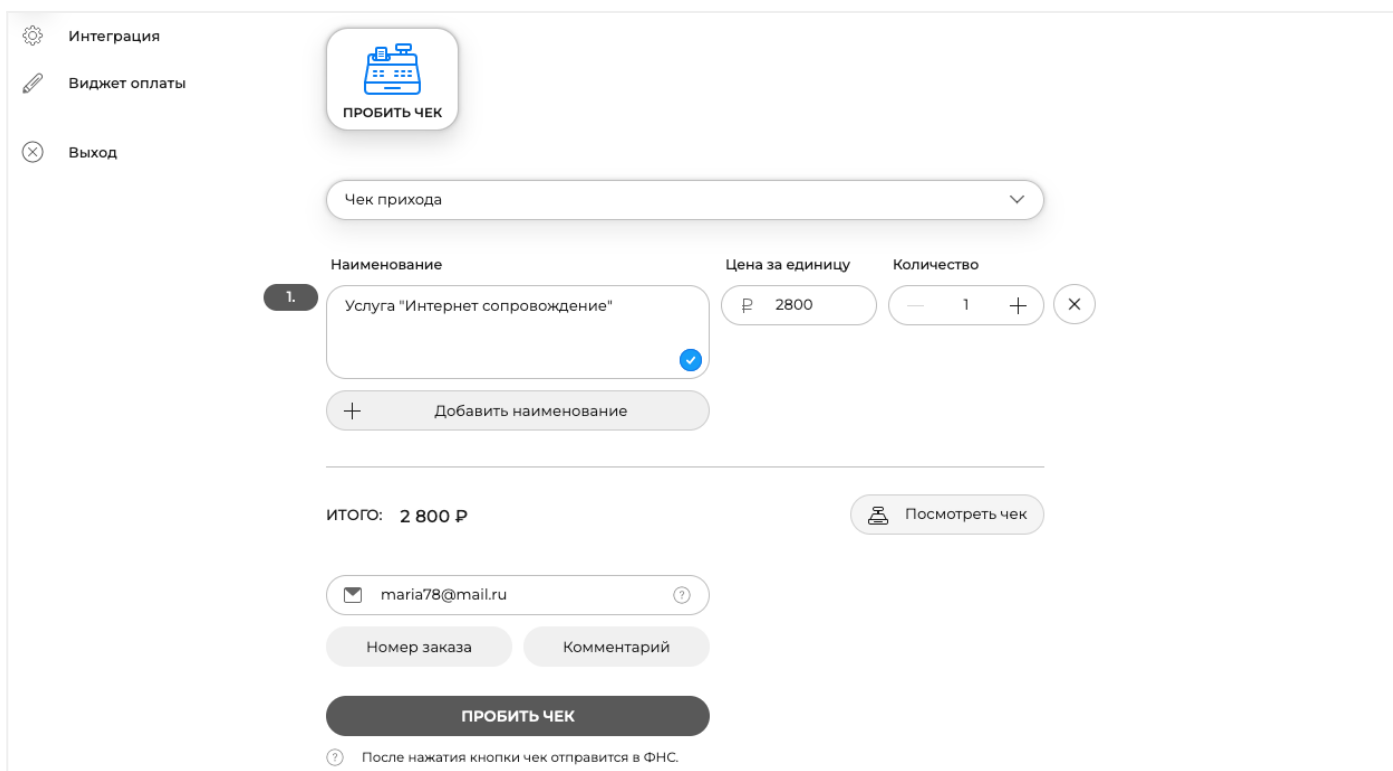 Интеграция
Виджет оплаты
Выход
ПРОБИТЬ ЧЕК
Чек прихода
Наименование Цена за единицу Количество
1. Услуга "Интернет сопровождение" ₽ 2800 — 1 +
+ Добавить наименование
ИТОГО: 2 800 ₽ Посмотреть чек
maria78@mail.ru ?
Номер заказа Комментарий
ПРОБИТЬ ЧЕК
? После нажатия кнопки чек отправится в ФНС.